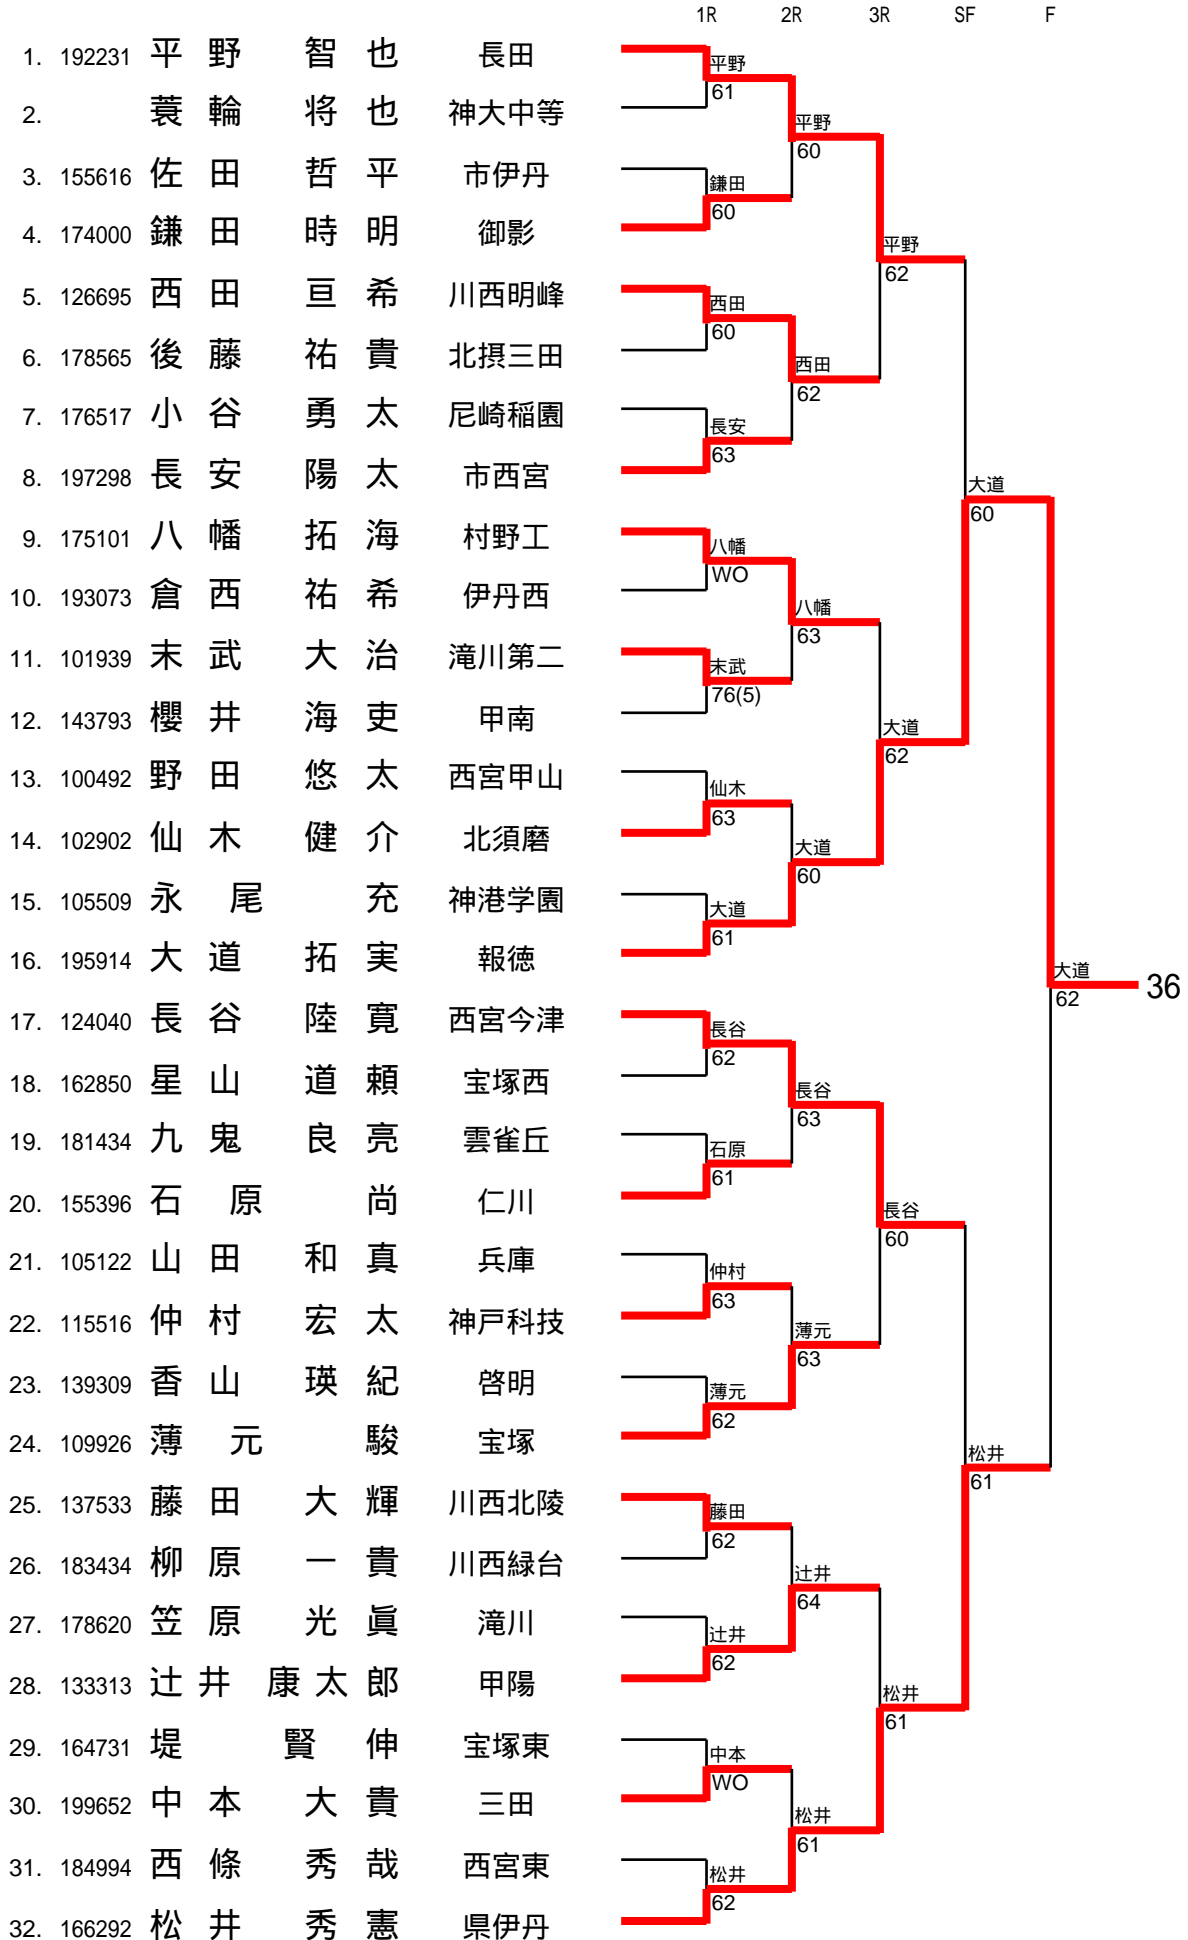 1R 2R 3R SF F
1. 192231 平野 智也 長田
2. 蓑輪 将也 神大中等
3. 155616 佐田 哲平 市伊丹
4. 174000 鎌田 時明 御影
5. 126695 西田 亘希 川西明峰
6. 178565 後藤 祐貴 北摂三田
7. 176517 小谷 勇太 尼崎稲園
8. 197298 長安 陽太 市西宮
9. 175101 八幡 拓海 村野工
10. 193073 倉西 祐希 伊丹西
11. 101939 末武 大治 滝川第二
12. 143793 櫻井 海吏 甲南
13. 100492 野田 悠太 西宮甲山
14. 102902 仙木 健介 北須磨
15. 105509 永尾 充 神港学園
16. 195914 大道 拓実 報徳
17. 124040 長谷 陸寛 西宮今津
18. 162850 星山 道頼 宝塚西
19. 181434 九鬼 良亮 雲雀丘
20. 155396 石原 尚 仁川
21. 105122 山田 和真 兵庫
22. 115516 仲村 宏太 神戸科技
23. 139309 香山 瑛紀 啓明
24. 109926 薄元 駿 宝塚
25. 137533 藤田 大輝 川西北陵
26. 183434 柳原 一貴 川西緑台
27. 178620 笠原 光眞 滝川
28. 133313 辻井 康太郎 甲陽
29. 164731 堤 賢伸 宝塚東
30. 199652 中本 大貴 三田
31. 184994 西條 秀哉 西宮東
32. 166292 松井 秀憲 県伊丹
平野
61
鎌田
60
西田
60
長安
63
八幡
WO
末武
76(5)
仙木
63
大道
61
長谷
62
石原
61
仲村
63
薄元
62
藤田
62
辻井
62
中本
WO
松井
62
平野
60
西田
62
八幡
63
大道
60
長谷
63
薄元
63
辻井
64
松井
61
平野
62
大道
62
長谷
60
松井
61
大道
60
松井
61
大道
62
36